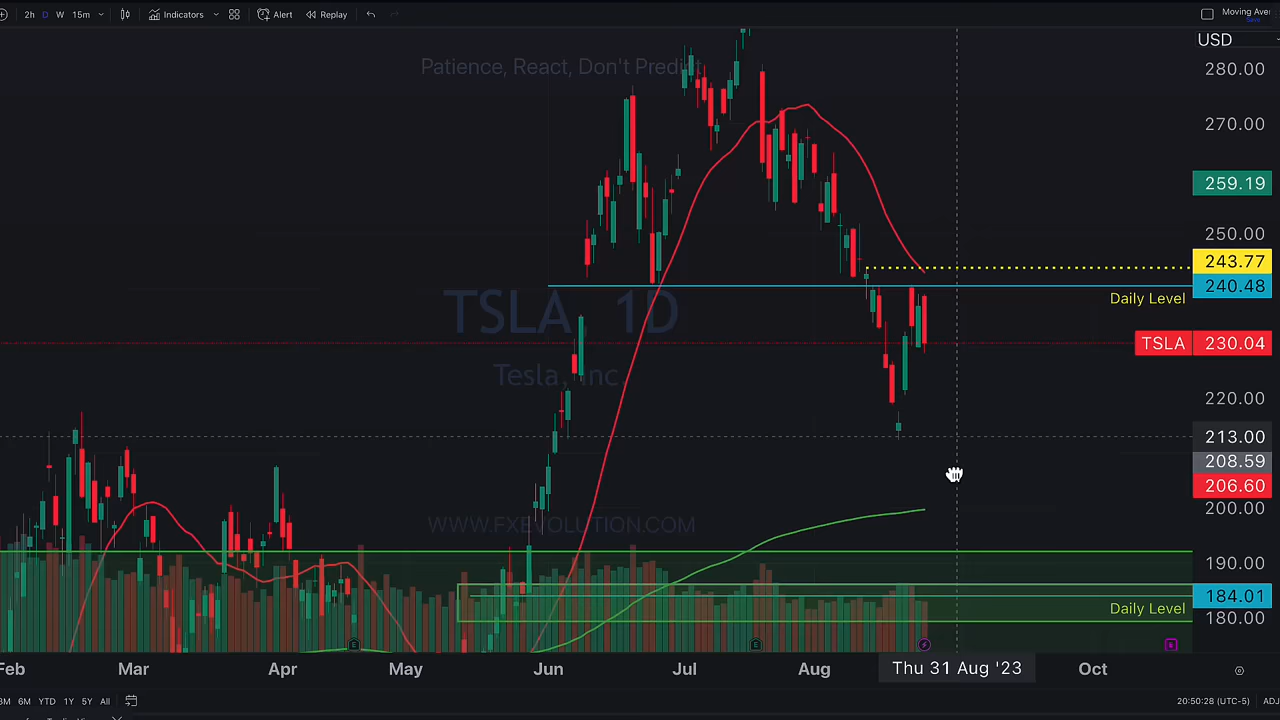 2h D W 15m Indicators Alert Replay Moving Ave
Save
USD
Patience, React, Don't Predict
280.00
270.00
259.19
250.00
243.77
240.48
Daily Level
TSLA 1D
TSLA 230.04
Tesla, Inc.
220.00
213.00
208.59
206.60
200.00
WWW.FXEVOLUTION.COM
190.00
184.01
Daily Level
180.00
E E E
Feb Mar Apr May Jun Jul Aug Thu 31 Aug '23 Oct
3M 6M YTD 1Y 5Y All 20:50:28 (UTC-5) ADJ